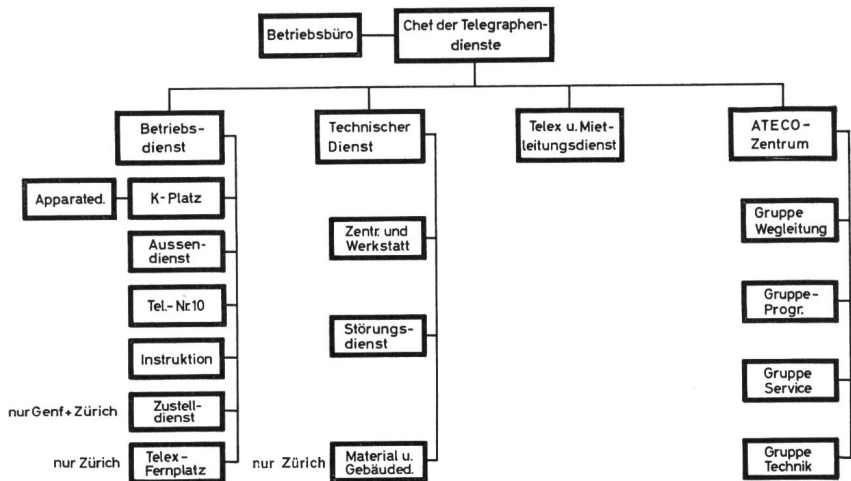 Betriebsbüro
Chef der Telegraphen-
dienste
Betriebs-
dienst
Technischer
Dienst
Telex u. Miet-
leitungsdienst
ATECO-
Zentrum
Apparated.
K-Platz
Aussen-
dienst
Tel.-Nr.10
Instruktion
nur Genf + Zürich
Zustell-
dienst
nur Zürich
Telex-
Fernplatz
Zentr. und
Werkstatt
Störungs-
dienst
nur Zürich
Material u.
Gebäuded.
Gruppe
Wegleitung
Gruppe-
Progr.
Gruppe
Service
Gruppe
Technik